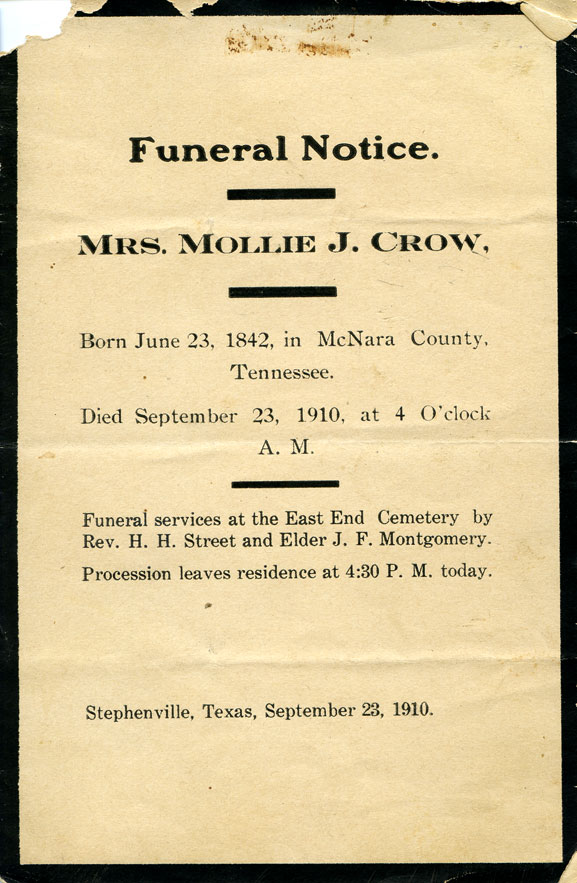 Funeral Notice.
MRS. MOLLIE J. CROW,
Born June 23, 1842, in McNara County,
Tennessee.
Died September 23, 1910, at 4 O'clock
A. M.
Funeral services at the East End Cemetery by
Rev. H. H. Street and Elder J. F. Montgomery.
Procession leaves residence at 4:30 P. M. today.
Stephenville, Texas, September 23, 1910.